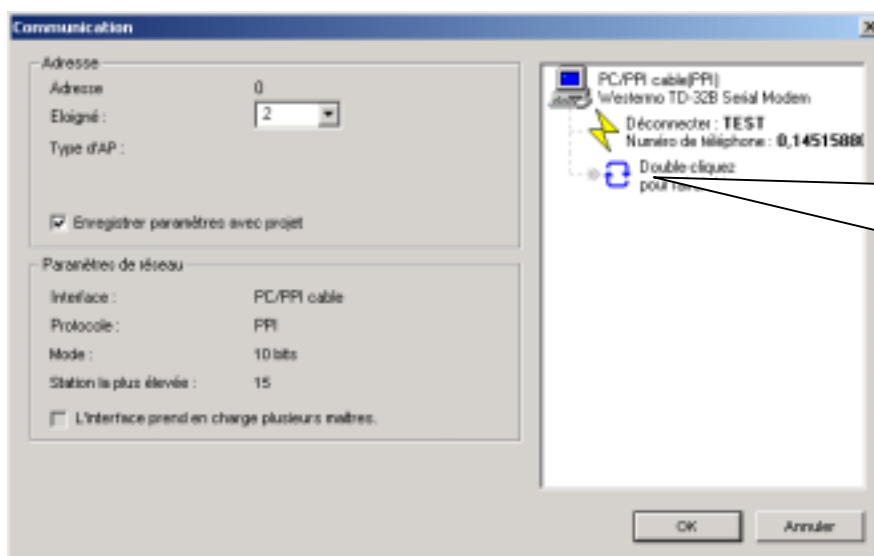 Communication
Adresse
Adresse 0
Eloigné : 2
Type d'AP :
Enregistrer paramètres avec projet
Paramètres de réseau
Interface : PC/PPI cable
Protocole : PPI
Mode : 10 bits
Station la plus élevée : 15
L'interface prend en charge plusieurs maîtres.
PC/PPI cable(PPI)
Westermo TD-32B Serial Modem
Déconnecter : TEST
Numéro de téléphone : 0,1451588
Double-cliquez
pour
OK
Annuler